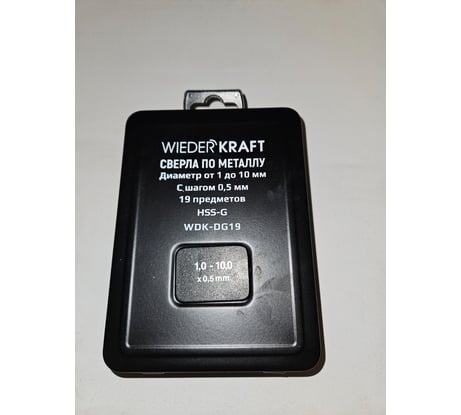 WIEDERKRAFT
СВЕРЛА ПО МЕТАЛЛУ
Диаметр от 1 до 10 мм
С шагом 0,5 мм
19 предметов
HSS-G
WDK-DG19
1,0 - 10,0
x 0,5 mm